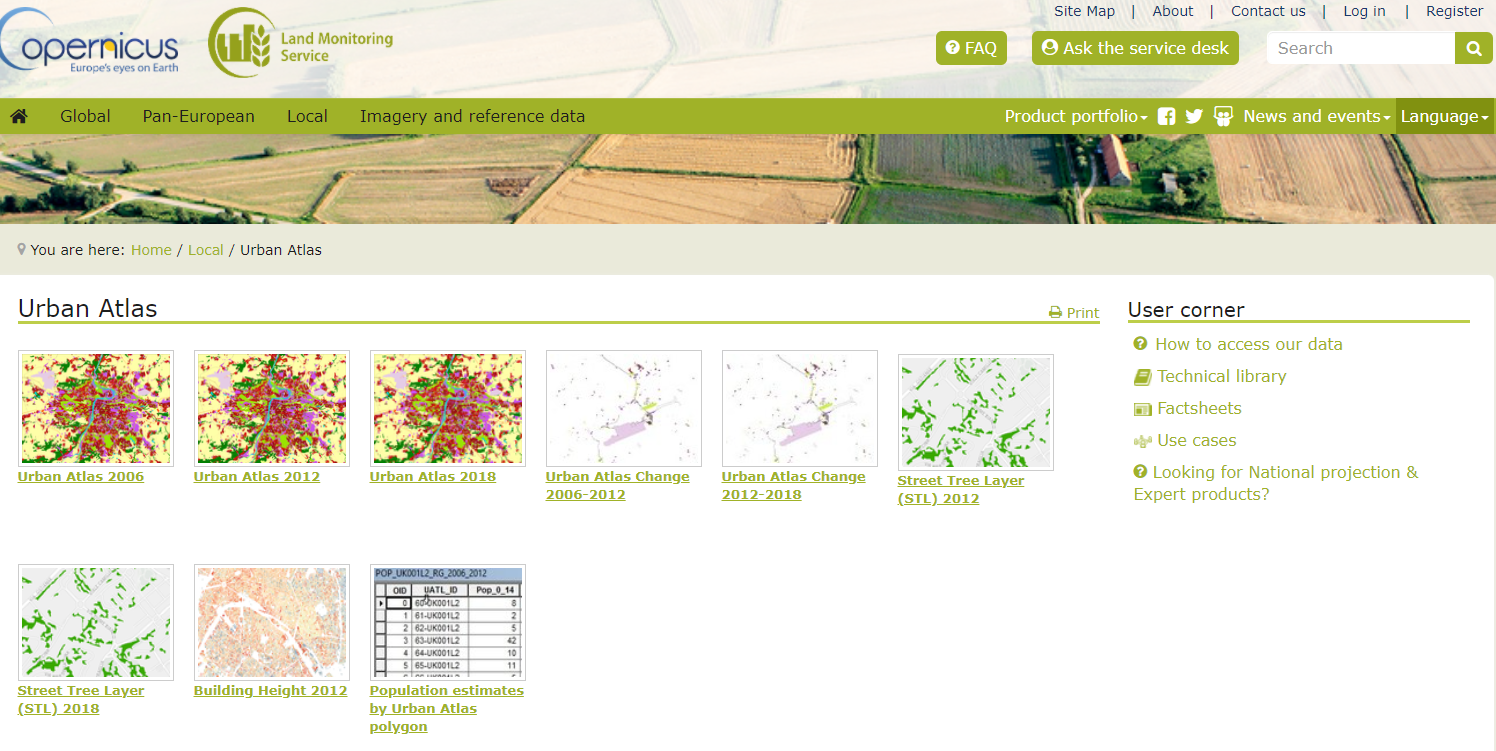 Site Map | About | Contact us | Log in | Register
opernicus
Europe's eyes on Earth
Land Monitoring
Service
FAQ
Ask the service desk
Search
Global Pan-European Local Imagery and reference data Product portfolio News and events Language
You are here: Home / Local / Urban Atlas
Urban Atlas
Print
Urban Atlas 2006
Urban Atlas 2012
Urban Atlas 2018
Urban Atlas Change
2006-2012
Urban Atlas Change
2012-2018
Street Tree Layer
(STL) 2012
Street Tree Layer
(STL) 2018
Building Height 2012
POP_UK001L2_RG_2006_2012
OID UATL_ID Pop_0_14
0 60-UK001L2 8
1 61-UK001L2 2
2 62-UK001L2 5
3 63-UK001L2 42
4 64-UK001L2 10
5 65-UK001L2 11
Population estimates
by Urban Atlas
polygon
User corner
How to access our data
Technical library
Factsheets
Use cases
Looking for National projection &
Expert products?